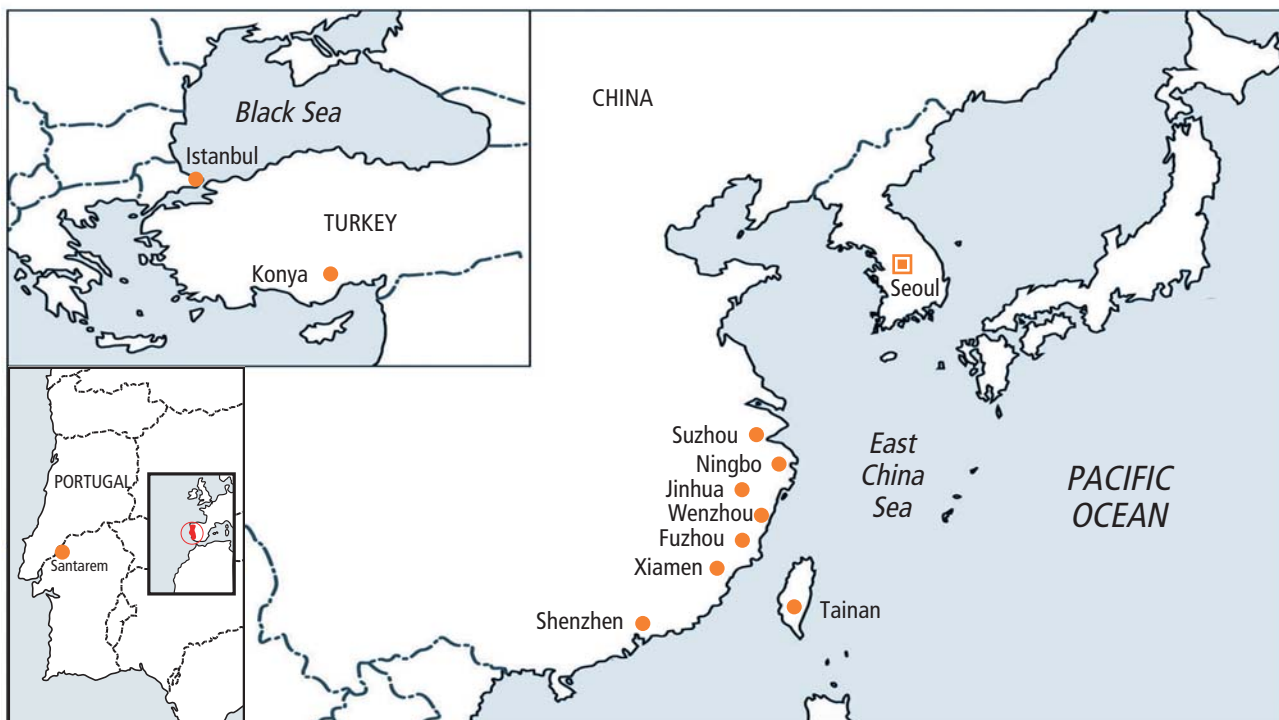 CHINA
Black Sea
Istanbul
TURKEY
Konya
Seoul
PORTUGAL
Santarem
Suzhou
Ningbo
Jinhua
Wenzhou
Fuzhou
Xiamen
Shenzhen
Tainan
East
China
Sea
PACIFIC
OCEAN